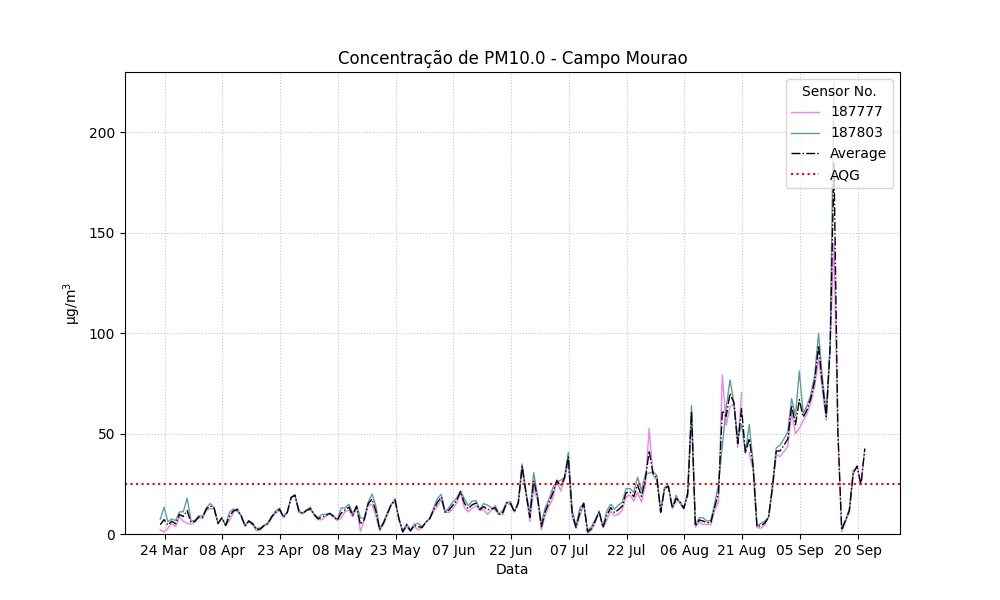 Concentração de PM10.0 - Campo Mourao
Sensor No.
187777
187803
Average
AQG
200
150
100
50
0
µg/m³
24 Mar 08 Apr 23 Apr 08 May 23 May 07 Jun 22 Jun 07 Jul 22 Jul 06 Aug 21 Aug 05 Sep 20 Sep
Data